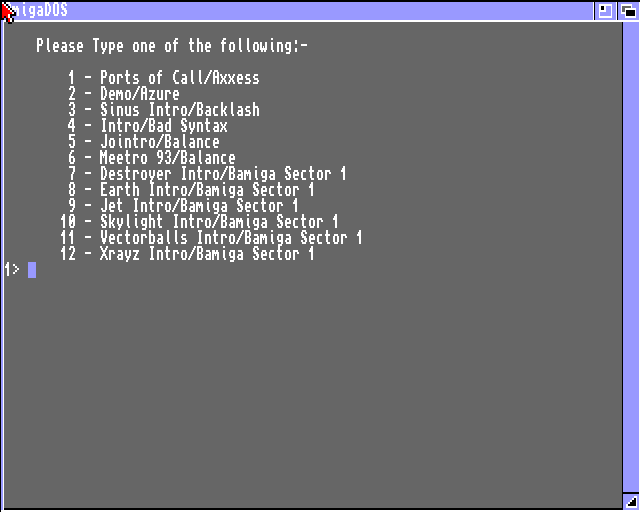 migaDOS
Please Type one of the following:-
1 - Ports of Call/Axxess
2 - Demo/Azure
3 - Sinus Intro/Backlash
4 - Intro/Bad Syntax
5 - Jointro/Balance
6 - Meetro 93/Balance
7 - Destroyer Intro/Bamiga Sector 1
8 - Earth Intro/Bamiga Sector 1
9 - Jet Intro/Bamiga Sector 1
10 - Skylight Intro/Bamiga Sector 1
11 - Vectorballs Intro/Bamiga Sector 1
12 - Xrayz Intro/Bamiga Sector 1
1>